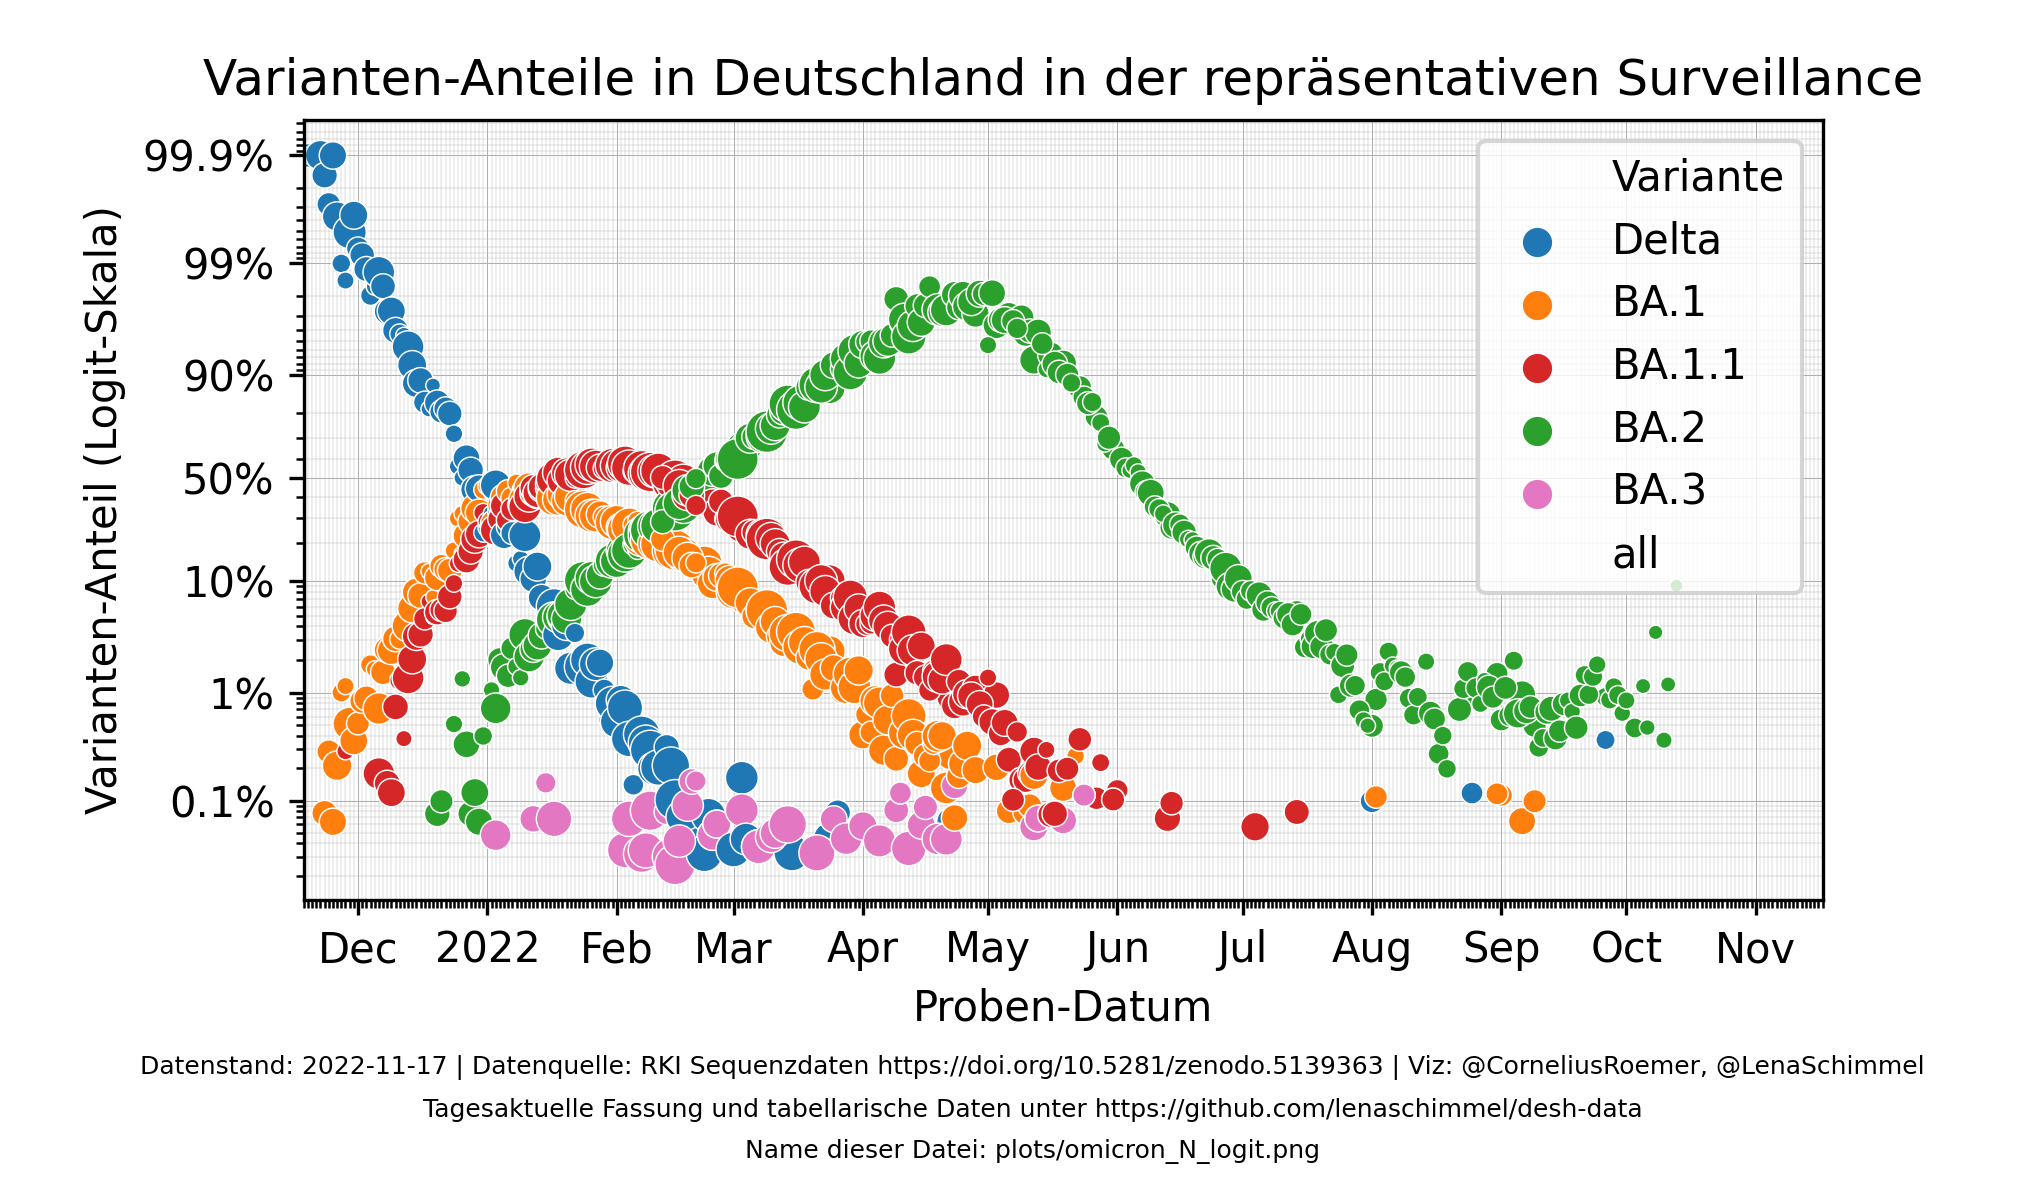 Varianten-Anteile in Deutschland in der repräsentativen Surveillance
Varianten-Anteil (Logit-Skala)
99.9%
99%
90%
50%
10%
1%
0.1%
Variante
Delta
BA.1
BA.1.1
BA.2
BA.3
all
Dec 2022 Feb Mar Apr May Jun Jul Aug Sep Oct Nov
Proben-Datum
Datenstand: 2022-11-17 | Datenquelle: RKI Sequenzdaten https://doi.org/10.5281/zenodo.5139363 | Viz: @CorneliusRoemer, @LenaSchimmel
Tagesaktuelle Fassung und tabellarische Daten unter https://github.com/lenaschimmel/desh-data
Name dieser Datei: plots/omicron_N_logit.png